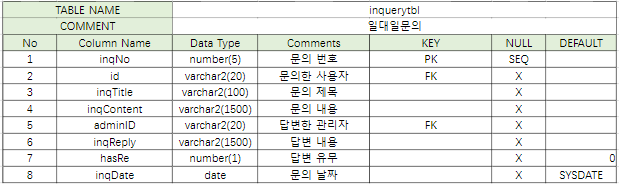 TABLE NAME inquerytbl
COMMENT 일대일문의
No Column Name Data Type Comments KEY NULL DEFAULT
1 inqNo number(5) 문의 번호 PK SEQ
2 id varchar2(20) 문의한 사용자 FK X
3 inqTitle varchar2(100) 문의 제목 X
4 inqContent varchar2(1500) 문의 내용 X
5 adminID varchar2(20) 답변한 관리자 FK X
6 inqReply varchar2(1500) 답변 내용 X
7 hasRe number(1) 답변 유무 X 0
8 inqDate date 문의 날짜 X SYSDATE